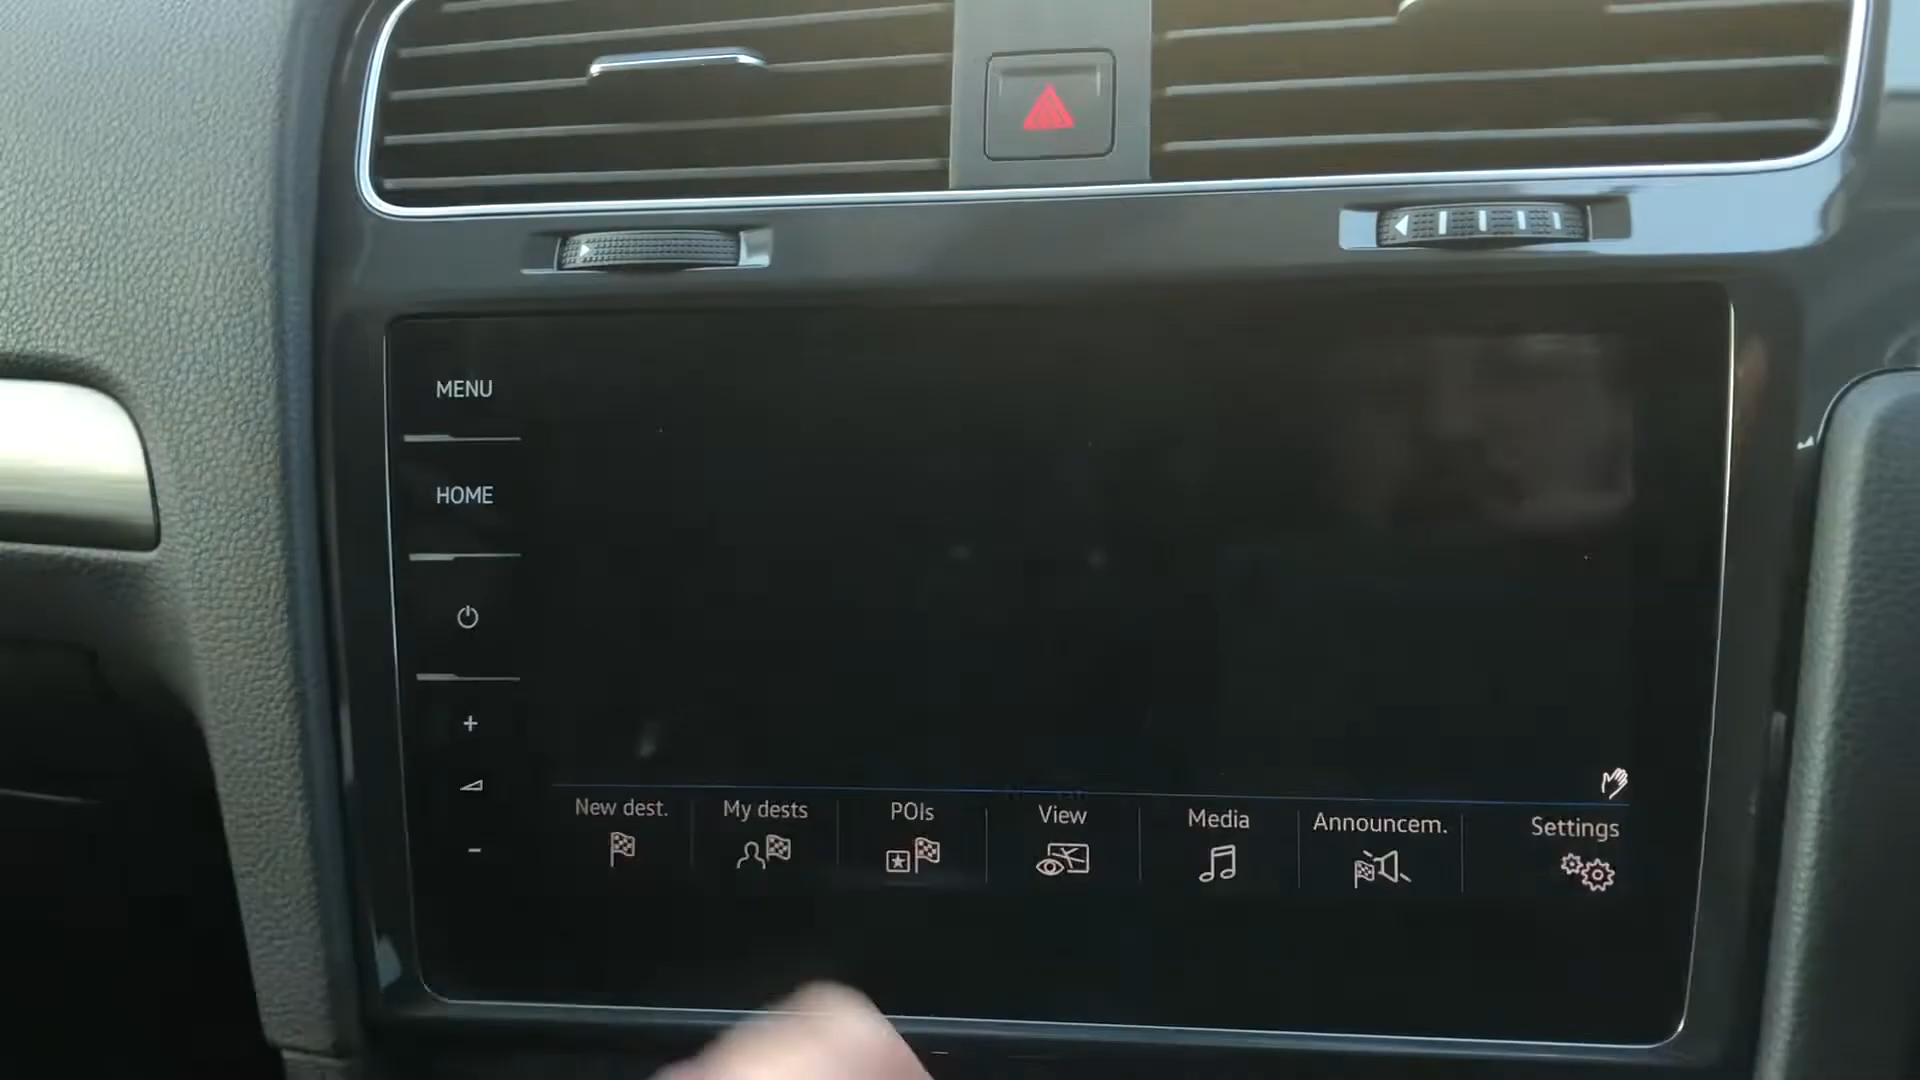 MENU
HOME
+
-
New dest.
My dests
POIs
View
Media
Announcem.
Settings